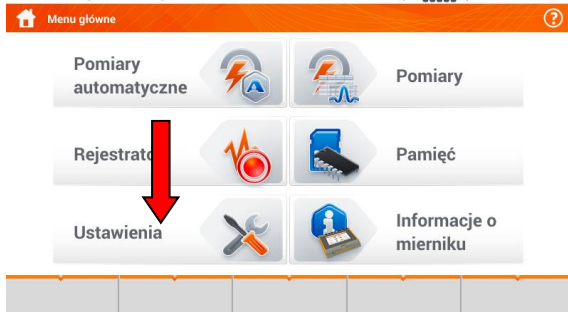 Menu główne
?
Pomiary
automatyczne
A
Pomiary
Rejestrato
Pamięć
Ustawienia
Informacje o
mierniku